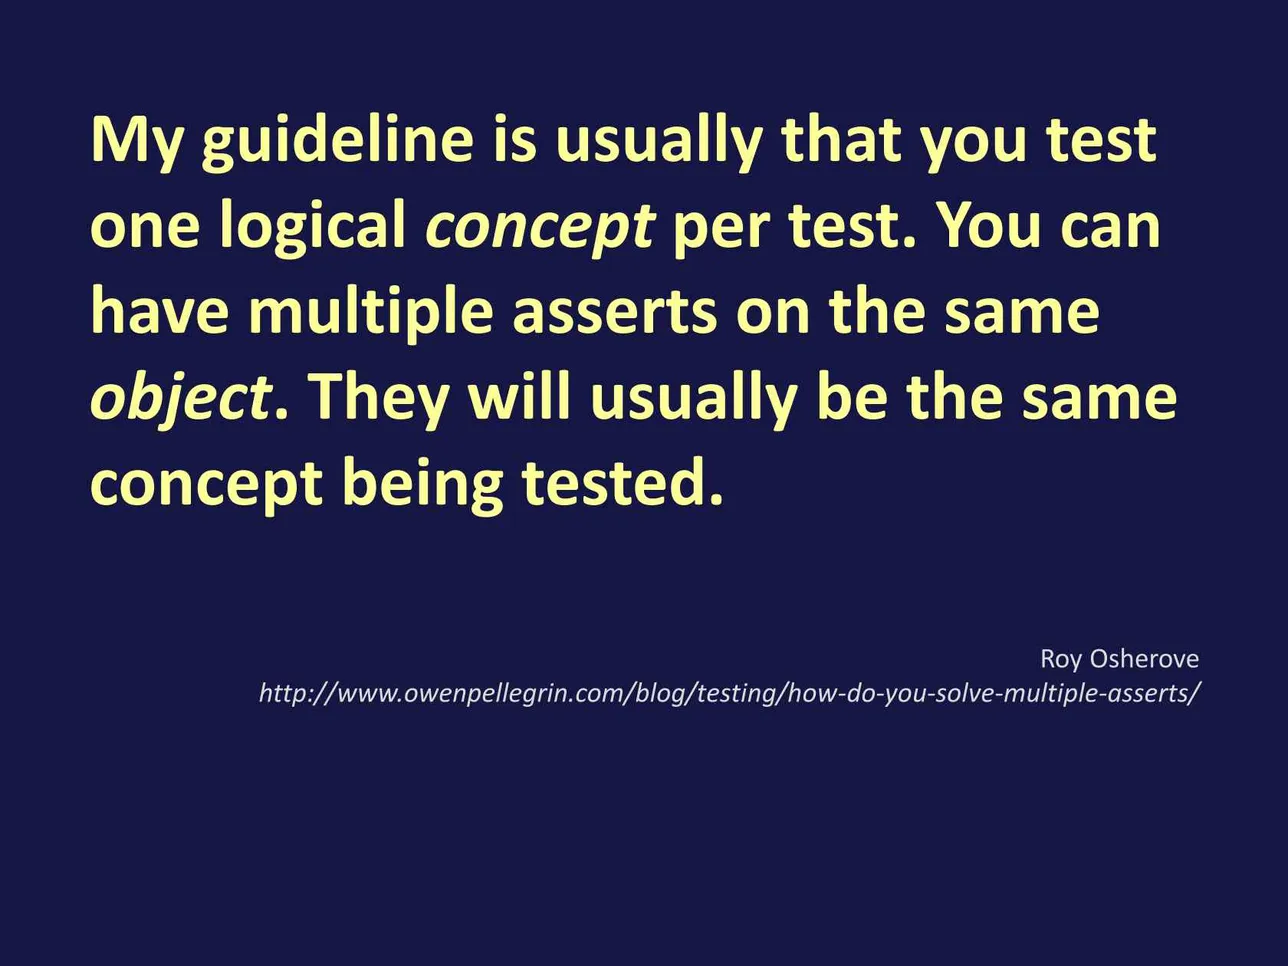 My guideline is usually that you test
one logical concept per test. You can
have multiple asserts on the same
object. They will usually be the same
concept being tested.
Roy Osherove
http://www.owenpellegrin.com/blog/testing/how-do-you-solve-multiple-asserts/